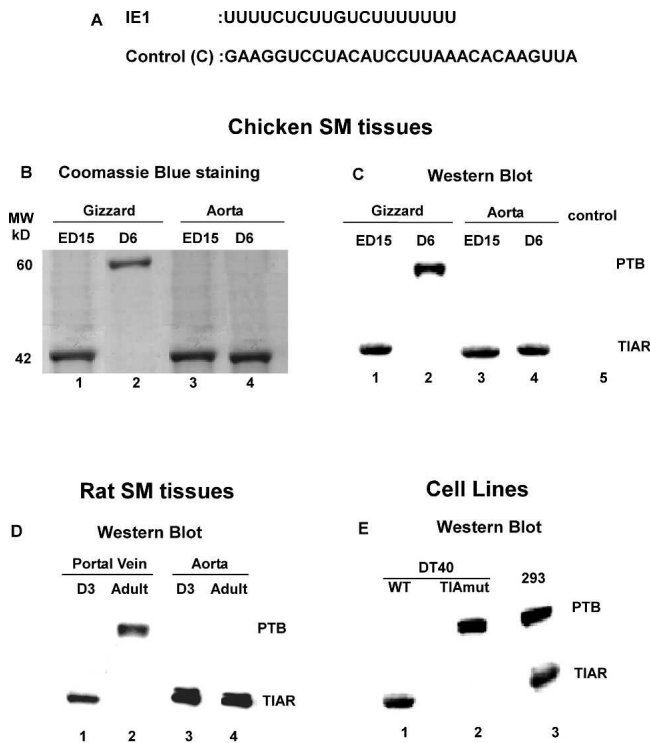 A IE1 :UUUUCUCUUGUCUUUUUUU
Control (C) :GAAGGUCCUACAUCCUUAAACACAAGUUA
Chicken SM tissues
B Coomassie Blue staining
MW kD
Gizzard Aorta
ED15 D6 ED15 D6
60
42
1 2 3 4
C Western Blot
Gizzard Aorta control
ED15 D6 ED15 D6
PTB
TIAR
1 2 3 4 5
Rat SM tissues
D Western Blot
Portal Vein Aorta
D3 Adult D3 Adult
PTB
TIAR
1 2 3 4
Cell Lines
E Western Blot
DT40 293
WT TIAmut
PTB
TIAR
1 2 3